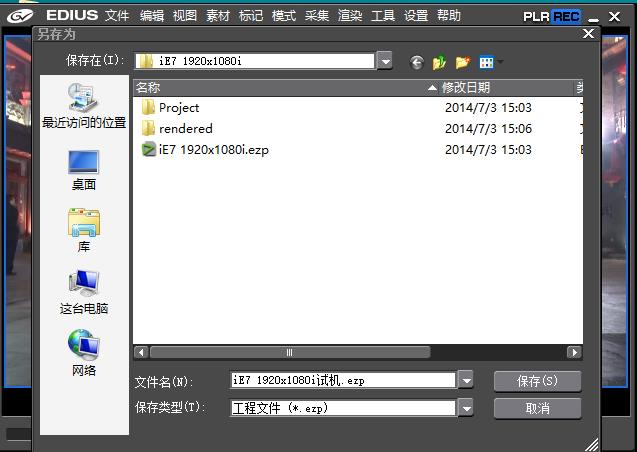 EDIUS 文件 编辑 视图 素材 标记 模式 采集 渲染 工具 设置 帮助 PLR REC
另存为
保存在(I): iE7 1920x1080i
名称 修改日期
Project 2014/7/3 15:03
rendered 2014/7/3 15:06
iE7 1920x1080i.ezp 2014/7/3 15:03
最近访问的位置
桌面
库
这台电脑
网络
文件名(N): iE7 1920x1080i试机.ezp 保存(S)
保存类型(T): 工程文件 (*.ezp) 取消